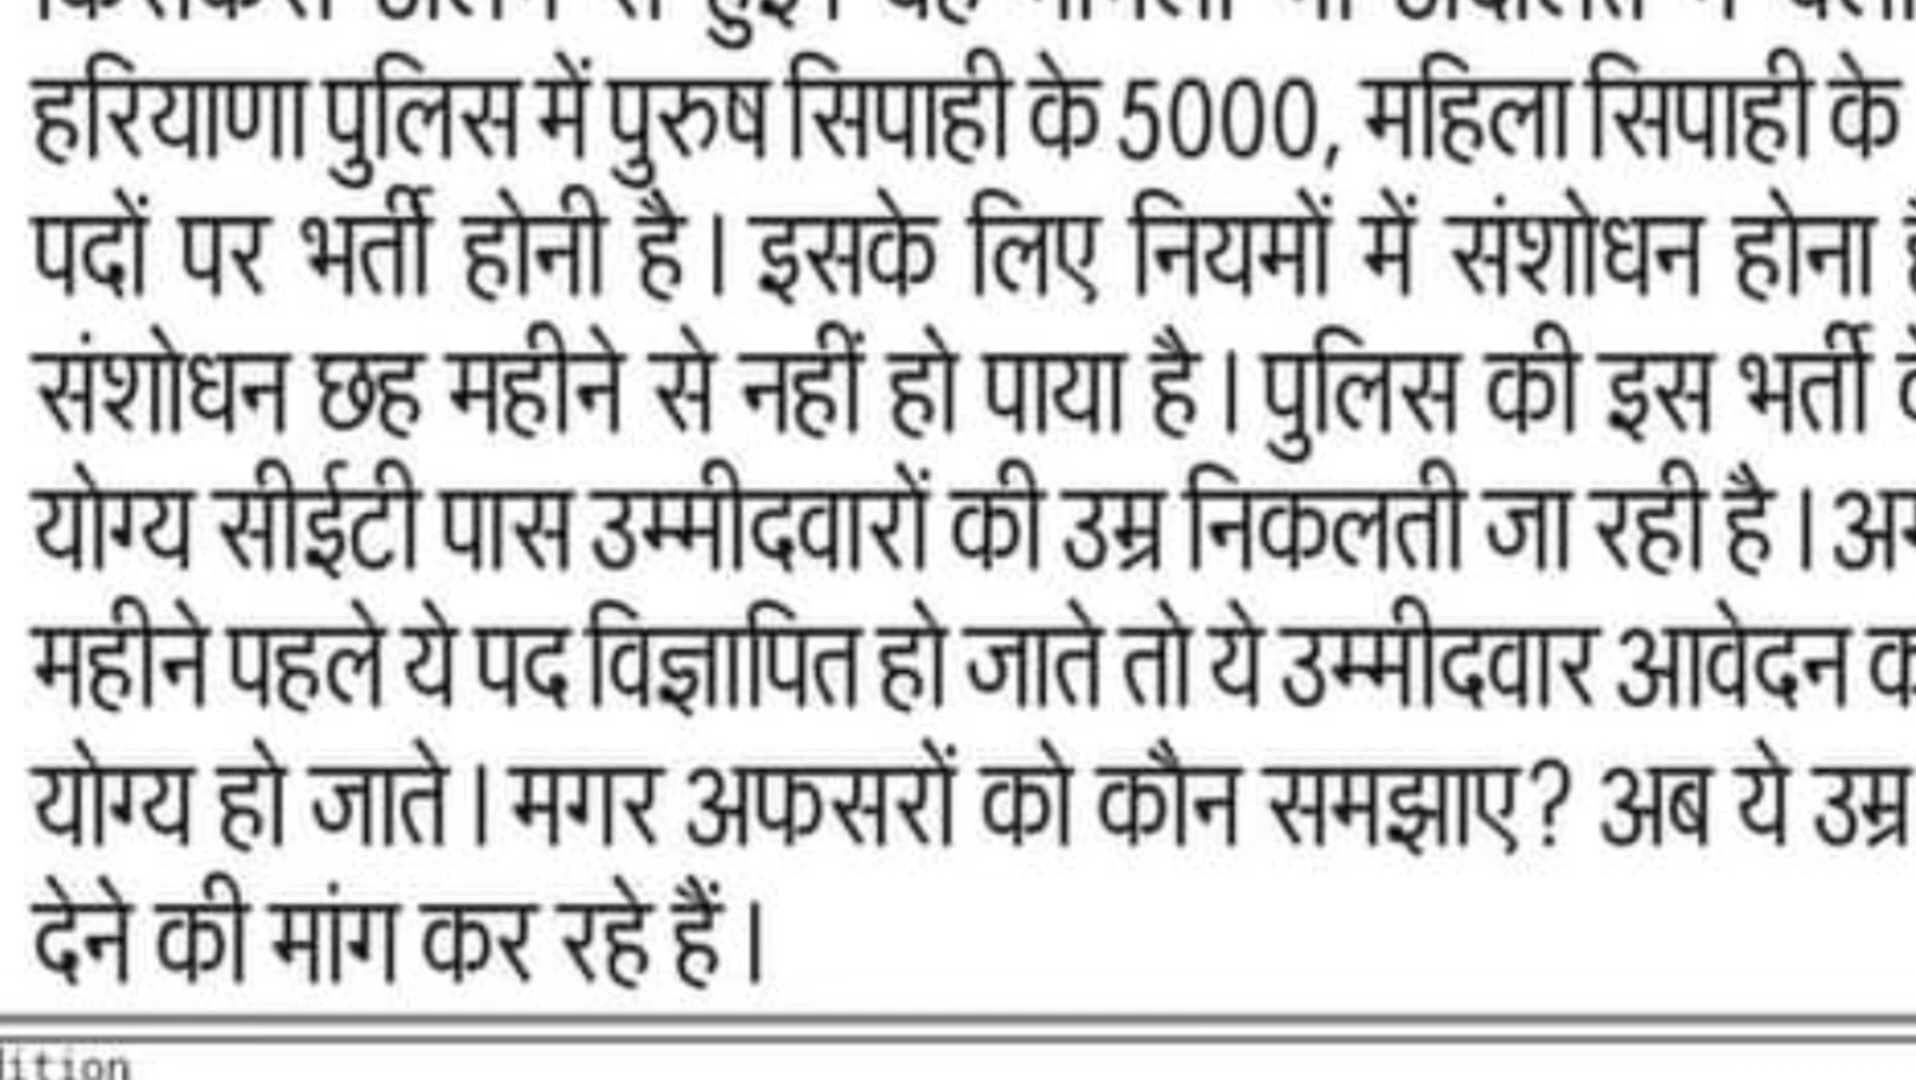 हरियाणा पुलिस में पुरुष सिपाही के 5000, महिला सिपाही के
पदों पर भर्ती होनी है। इसके लिए नियमों में संशोधन होना
संशोधन छह महीने से नहीं हो पाया है। पुलिस की इस भर्ती
योग्य सीईटी पास उम्मीदवारों की उम्र निकलती जा रही है।
महीने पहले ये पद विज्ञापित हो जाते तो ये उम्मीदवार आवेदन
योग्य हो जाते। मगर अफसरों को कौन समझाए? अब ये उम्र
देने की मांग कर रहे हैं।
dition